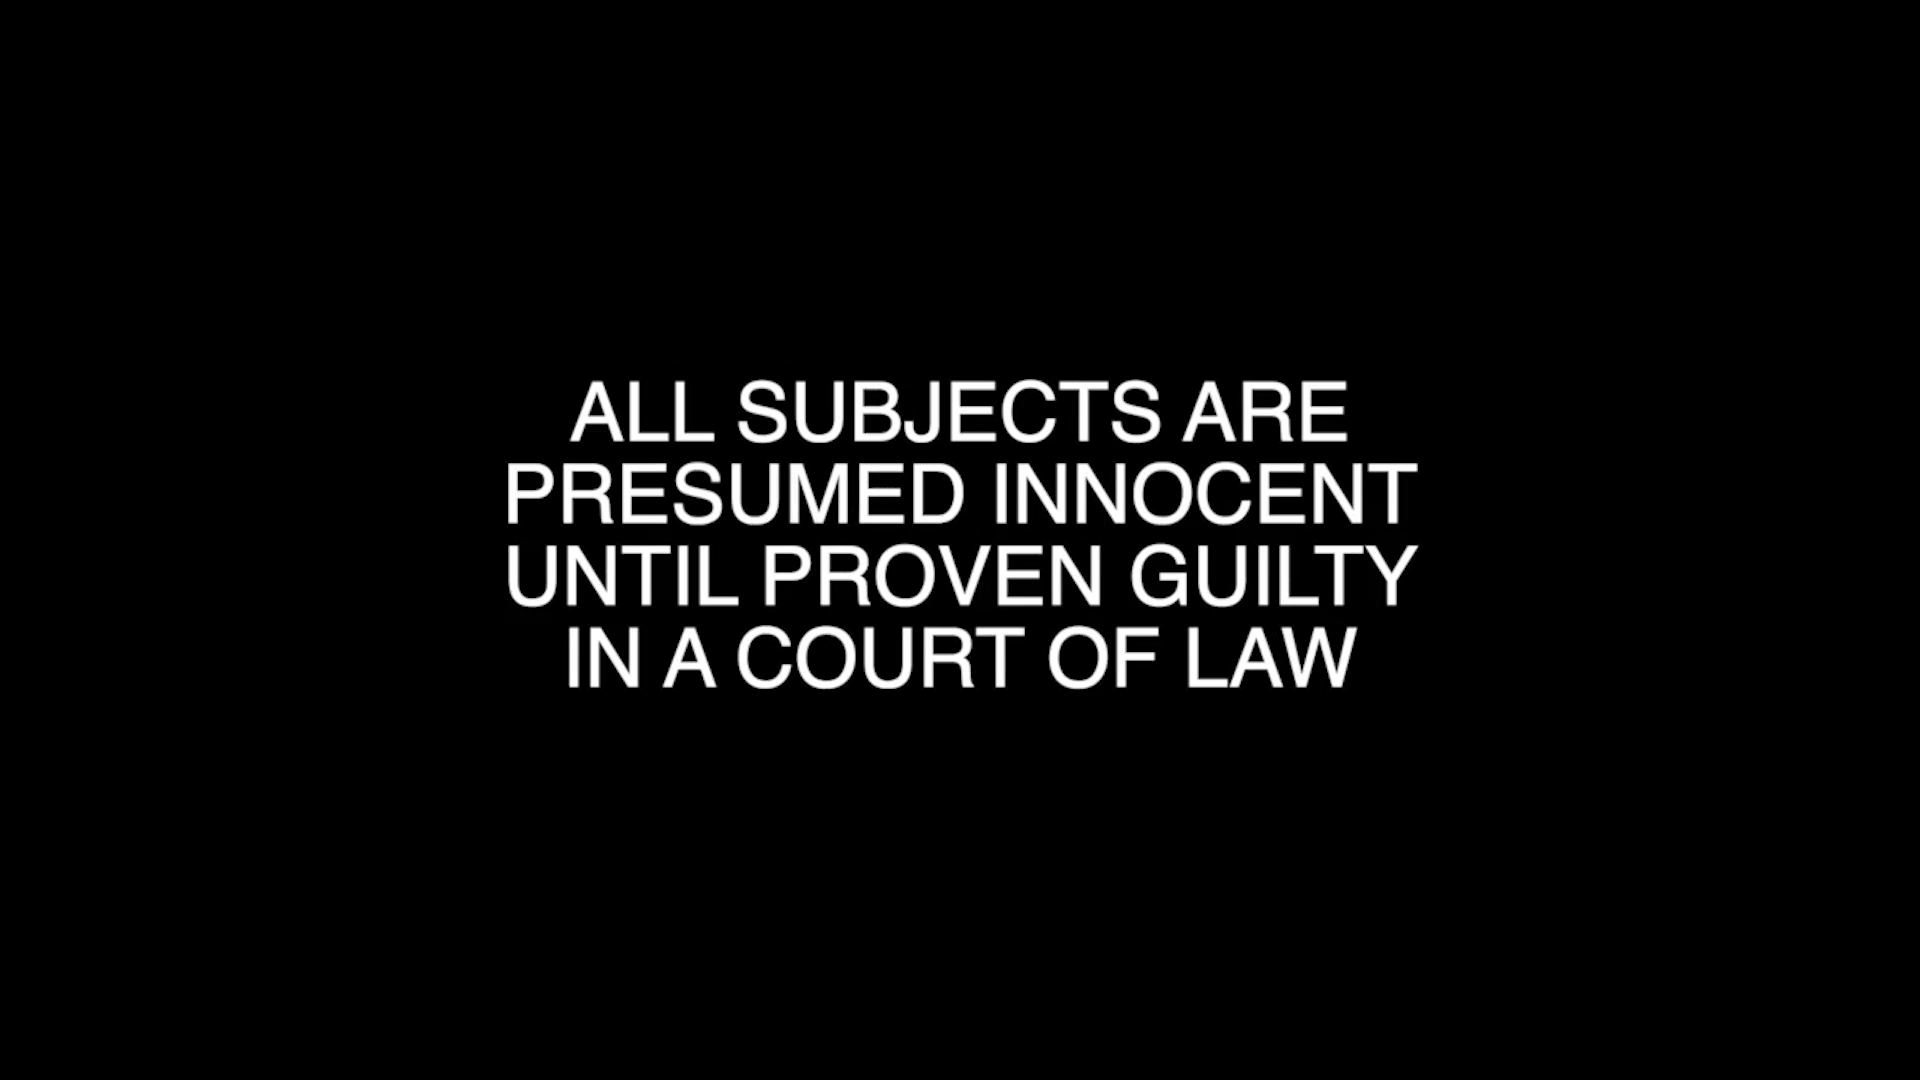 ALL SUBJECTS ARE
PRESUMED INNOCENT
UNTIL PROVEN GUILTY
IN A COURT OF LAW